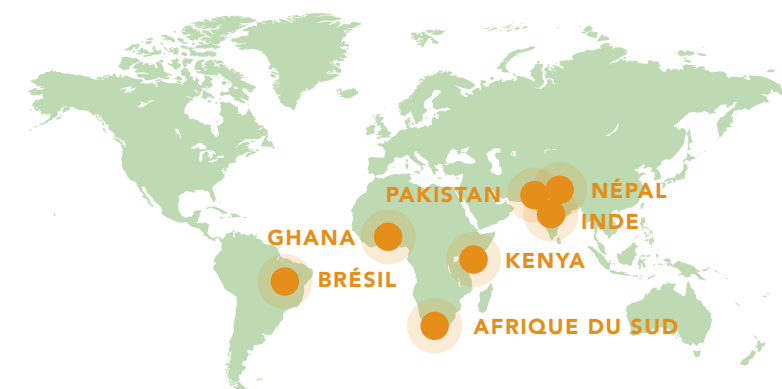 PAKISTAN
NÉPAL
INDE
GHANA
KENYA
BRÉSIL
AFRIQUE DU SUD